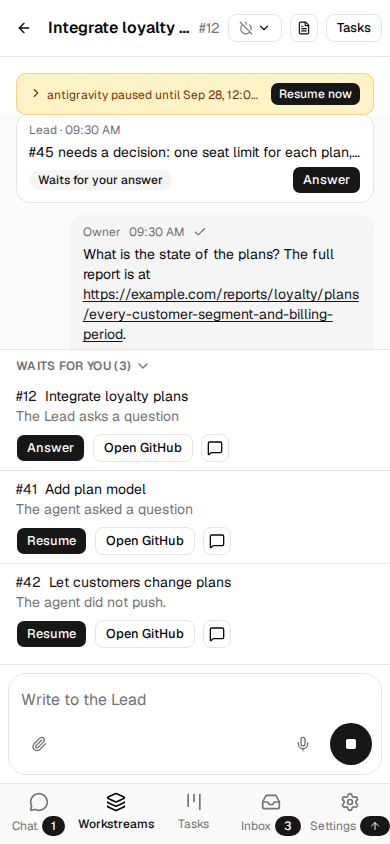 Integrate loyalty ... #12 Tasks
antigravity paused until Sep 28, 12:0... Resume now
Lead · 09:30 AM
#45 needs a decision: one seat limit for each plan,...
Waits for your answer Answer
Owner 09:30 AM
What is the state of the plans? The full
report is at
https://example.com/reports/loyalty/plans
/every-customer-segment-and-billing-
period.
WAITS FOR YOU (3)
#12 Integrate loyalty plans
The Lead asks a question
Answer Open GitHub
#41 Add plan model
The agent asked a question
Resume Open GitHub
#42 Let customers change plans
The agent did not push.
Resume Open GitHub
Write to the Lead
Chat 1 Workstreams Tasks Inbox 3 Settings